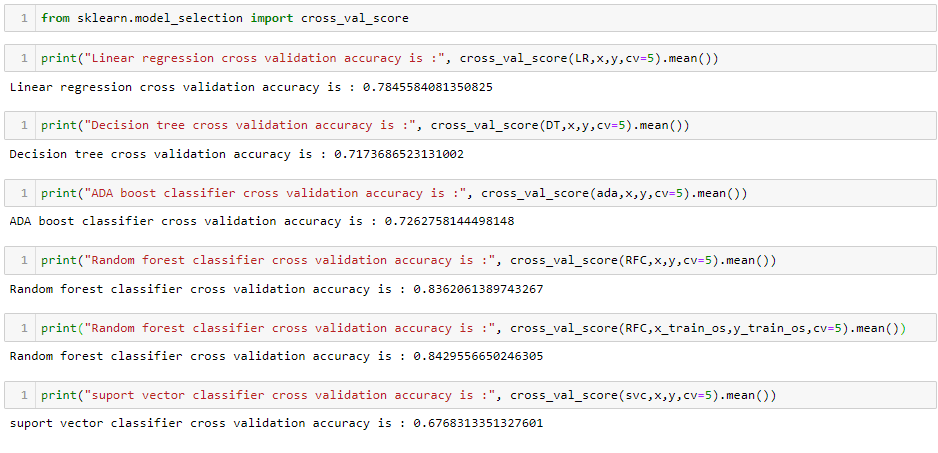 1 from sklearn.model_selection import cross_val_score
1 print("Linear regression cross validation accuracy is :", cross_val_score(LR,x,y,cv=5).mean())
Linear regression cross validation accuracy is : 0.7845584081350825
1 print("Decision tree cross validation accuracy is :", cross_val_score(DT,x,y,cv=5).mean())
Decision tree cross validation accuracy is : 0.7173686523131002
1 print("ADA boost classifier cross validation accuracy is :", cross_val_score(ada,x,y,cv=5).mean())
ADA boost classifier cross validation accuracy is : 0.7262758144498148
1 print("Random forest classifier cross validation accuracy is :", cross_val_score(RFC,x,y,cv=5).mean())
Random forest classifier cross validation accuracy is : 0.8362061389743267
1 print("Random forest classifier cross validation accuracy is :", cross_val_score(RFC,x_train_os,y_train_os,cv=5).mean())
Random forest classifier cross validation accuracy is : 0.8429556650246305
1 print("suport vector classifier cross validation accuracy is :", cross_val_score(svc,x,y,cv=5).mean())
suport vector classifier cross validation accuracy is : 0.6768313351327601